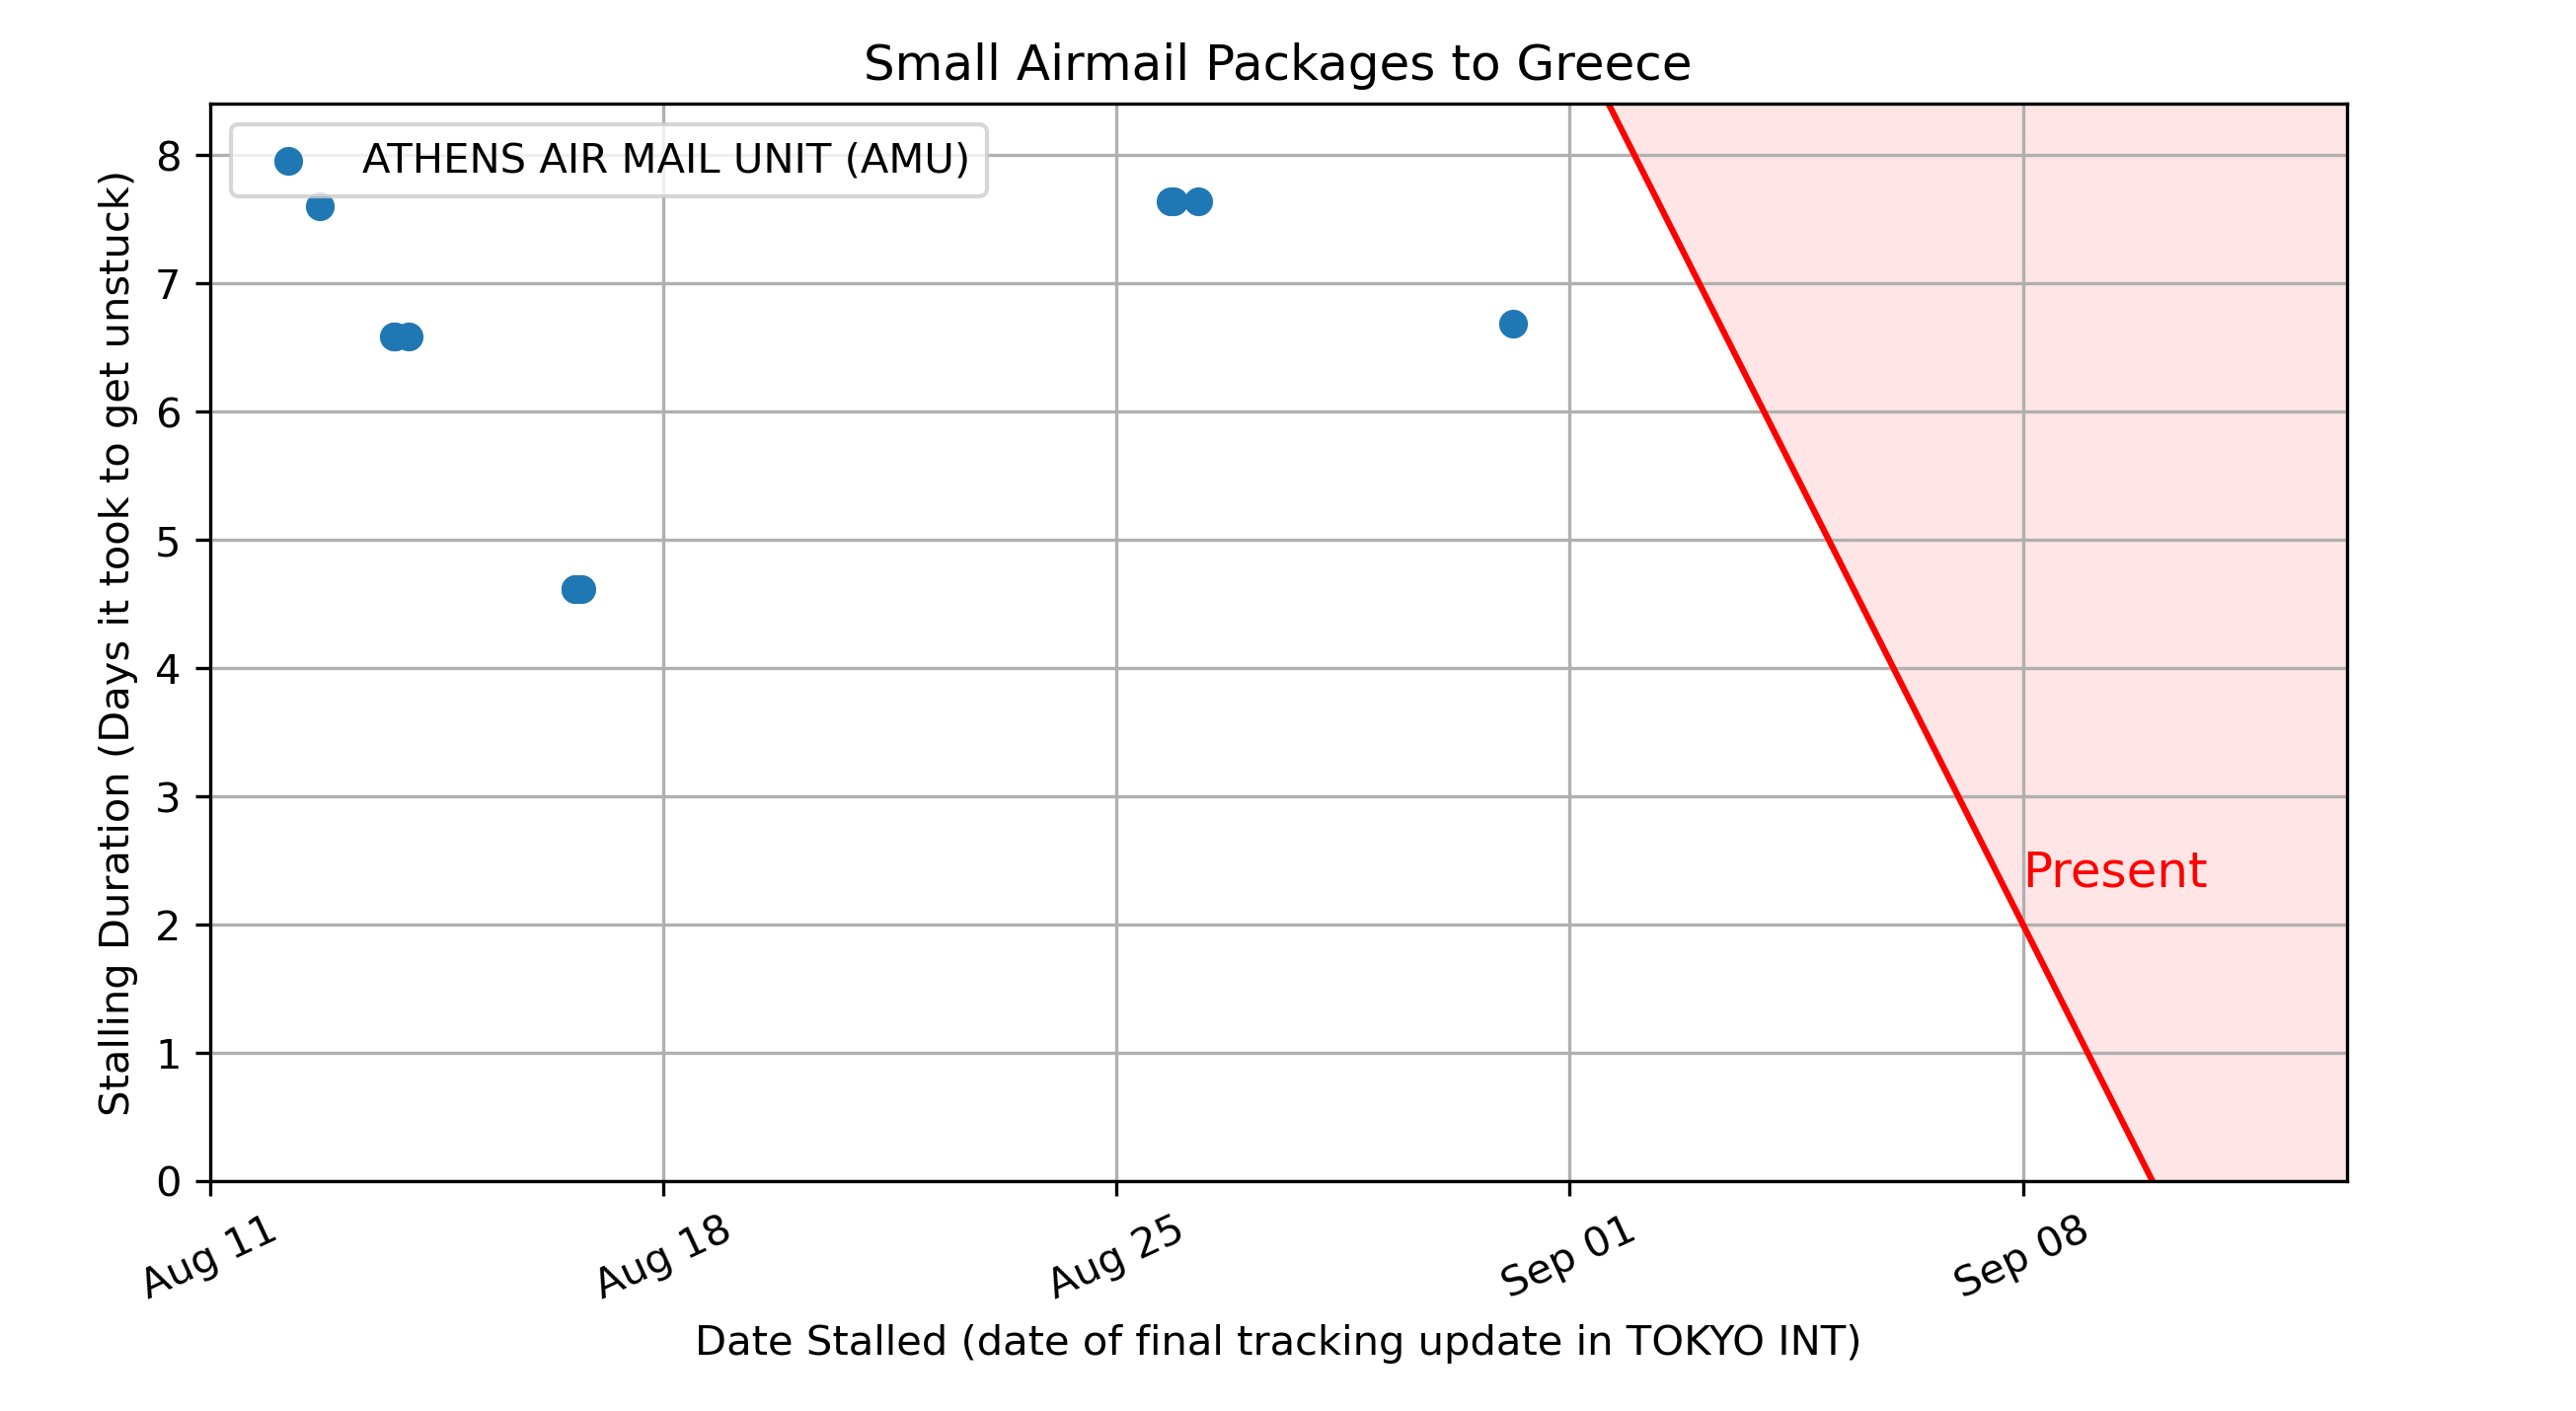 Small Airmail Packages to Greece
ATHENS AIR MAIL UNIT (AMU)
Stalling Duration (Days it took to get unstuck)
8
7
6
5
4
3
2
1
0
Present
Aug 11
Aug 18
Aug 25
Sep 01
Sep 08
Date Stalled (date of final tracking update in TOKYO INT)